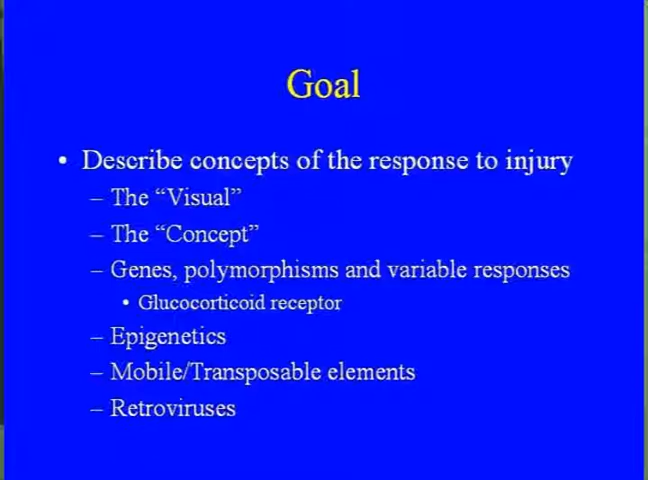 Goal
• Describe concepts of the response to injury
– The “Visual”
– The “Concept”
– Genes, polymorphisms and variable responses
• Glucocorticoid receptor
– Epigenetics
– Mobile/Transposable elements
– Retroviruses